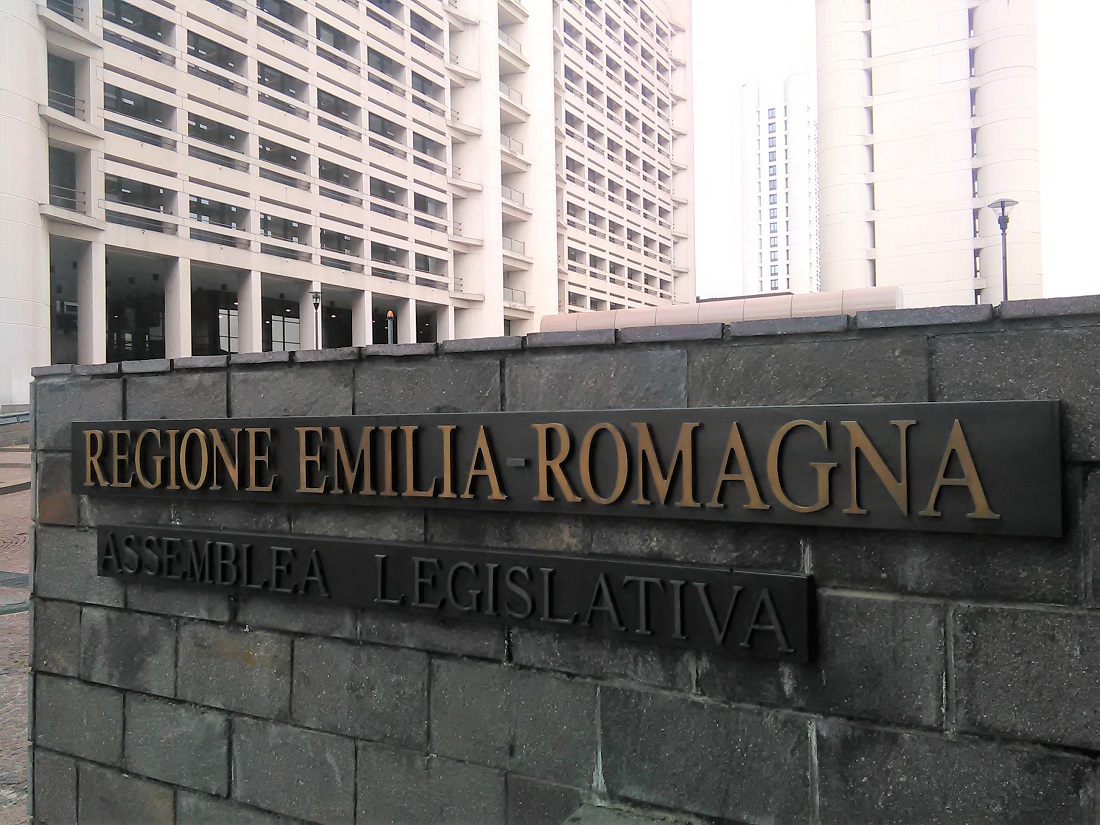 REGIONE EMILIA-ROMAGNA
ASSEMBLEA LEGISLATIVA